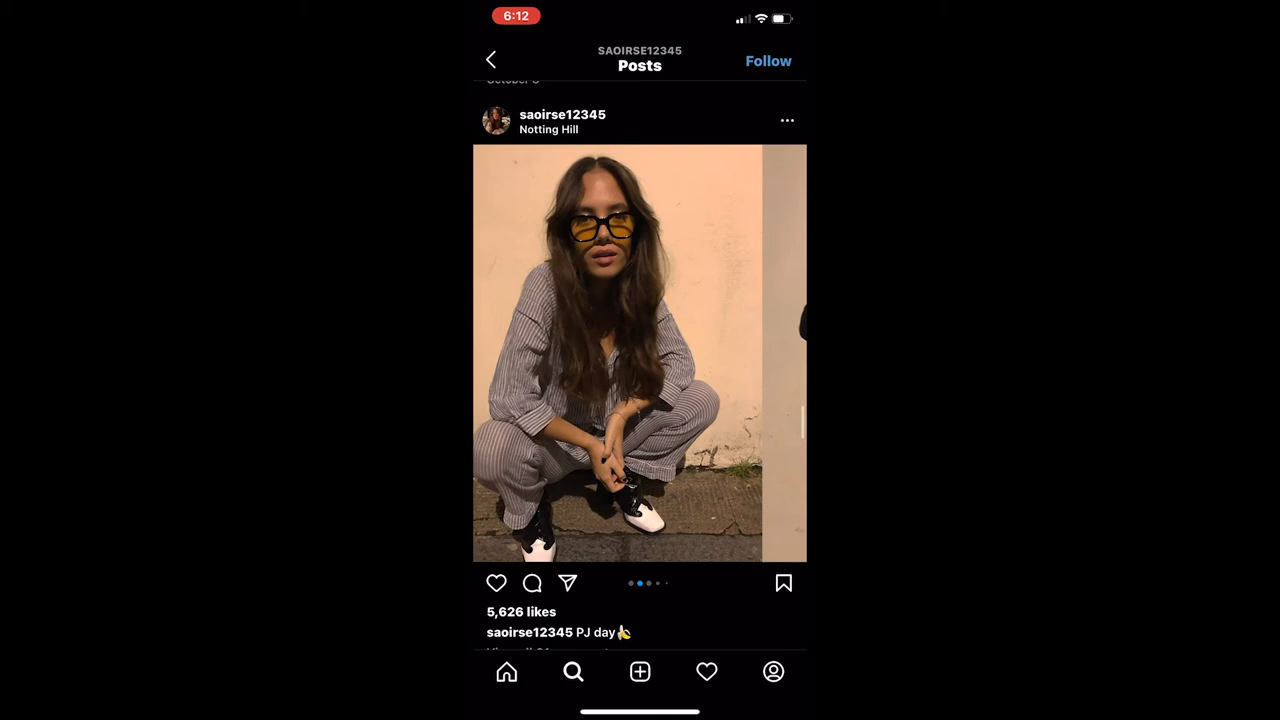 6:12
SAOIRSE12345
Posts
Follow
saoirse12345
Notting Hill
5,626 likes
saoirse12345 PJ day🍌